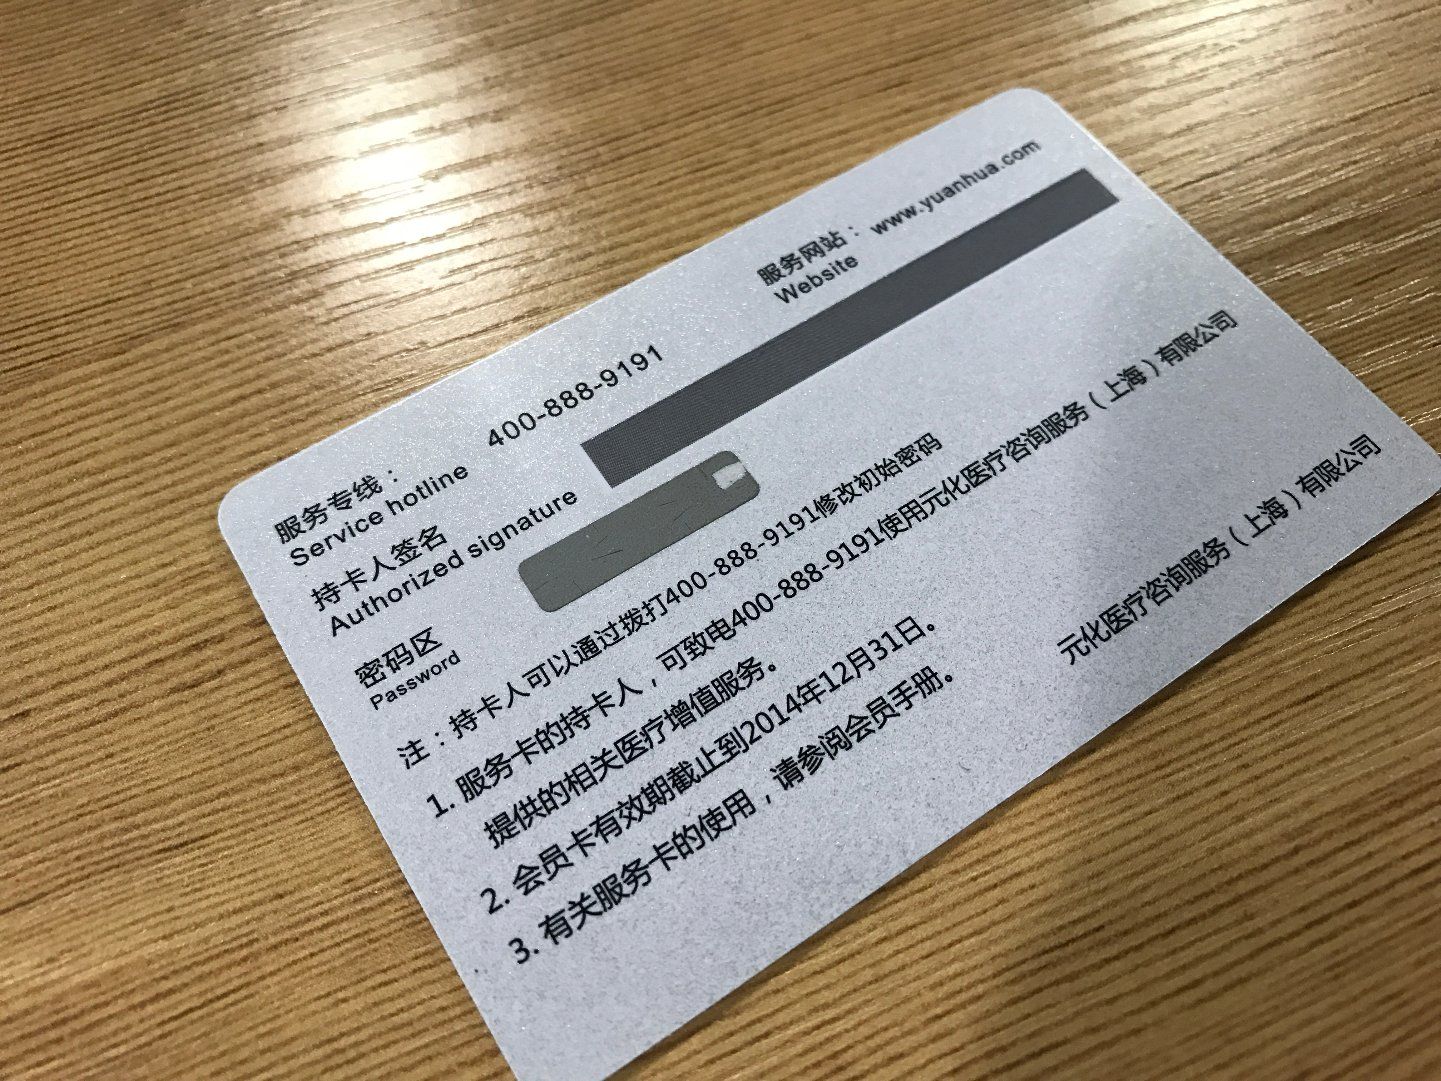 服务专线： 400-888-9191 服务网站： www.yuanhua.com
Service hotline Website
持卡人签名
Authorized signature
密码区
Password
注：持卡人可以通过拨打400-888-9191修改初始密码
1. 服务卡的持卡人，可致电400-888-9191使用元化医疗咨询服务（上海）有限公司
提供的相关医疗增值服务。
2. 会员卡有效期截止到2014年12月31日。
3. 有关服务卡的使用，请参阅会员手册。
元化医疗咨询服务（上海）有限公司